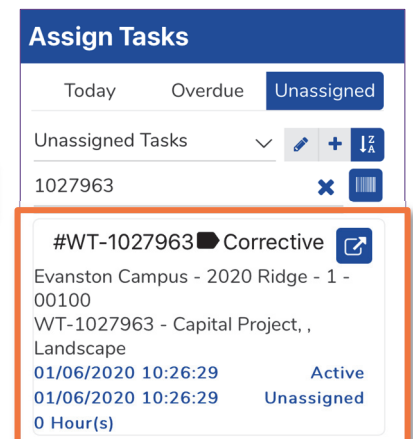 Assign Tasks
Today Overdue Unassigned
Unassigned Tasks
1027963
#WT-1027963 Corrective
Evanston Campus - 2020 Ridge - 1 -
00100
WT-1027963 - Capital Project, ,
Landscape
01/06/2020 10:26:29 Active
01/06/2020 10:26:29 Unassigned
0 Hour(s)